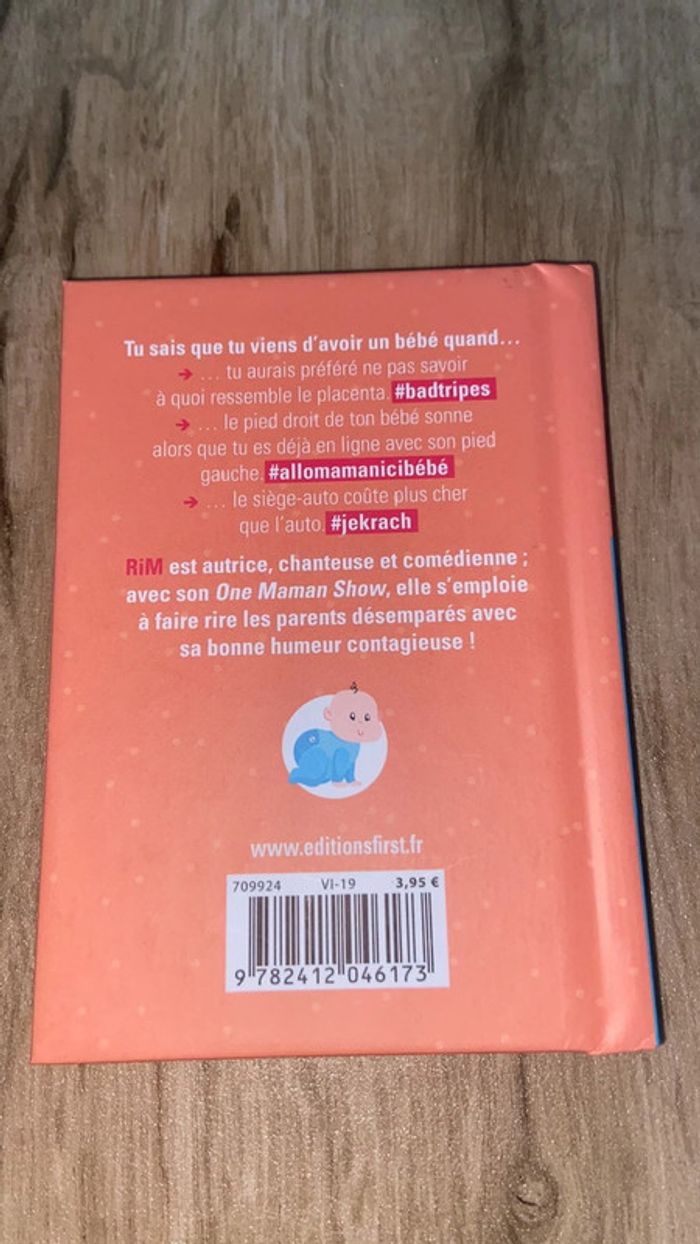 Tu sais que tu viens d'avoir un bébé quand...
➔ ... tu aurais préféré ne pas savoir
à quoi ressemble le placenta. #badtripes
➔ ... le pied droit de ton bébé sonne
alors que tu es déjà en ligne avec son pied
gauche. #allomamanicibébé
➔ ... le siège-auto coûte plus cher
que l'auto. #jekrach
RiM est autrice, chanteuse et comédienne ;
avec son One Maman Show, elle s'emploie
à faire rire les parents désemparés avec
sa bonne humeur contagieuse !
www.editionsfirst.fr
709924 VI-19 3,95 €
9 782412 046173